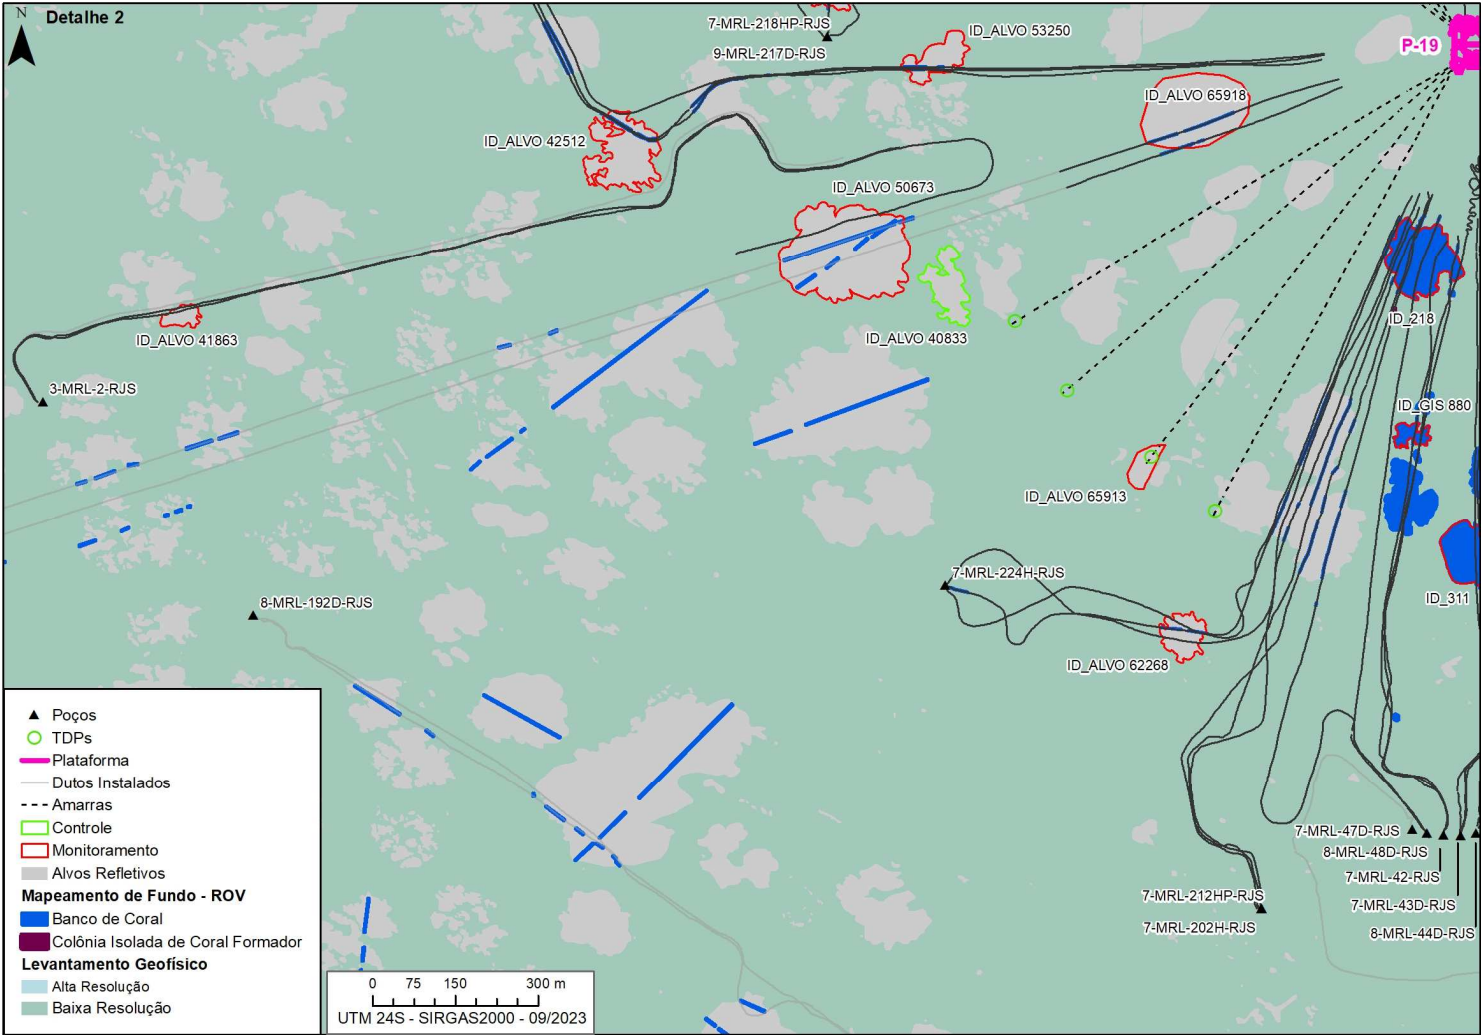 N
Detalhe 2
7-MRL-218HP-RJS
9-MRL-217D-RJS
ID_ALVO 53250
P-19
ID_ALVO 65918
ID_ALVO 42512
ID_ALVO 50673
ID_ALVO 41863
ID_ALVO 40833
ID_218
3-MRL-2-RJS
ID_GIS 880
ID_ALVO 65913
7-MRL-224H-RJS
8-MRL-192D-RJS
ID_311
ID_ALVO 62268
7-MRL-47D-RJS
8-MRL-48D-RJS
7-MRL-42-RJS
7-MRL-212HP-RJS
7-MRL-43D-RJS
7-MRL-202H-RJS
8-MRL-44D-RJS
Poços
TDPs
Plataforma
Dutos Instalados
Amarras
Controle
Monitoramento
Alvos Refletivos
Mapeamento de Fundo - ROV
Banco de Coral
Colônia Isolada de Coral Formador
Levantamento Geofísico
Alta Resolução
Baixa Resolução
0 75 150 300 m
UTM 24S - SIRGAS2000 - 09/2023